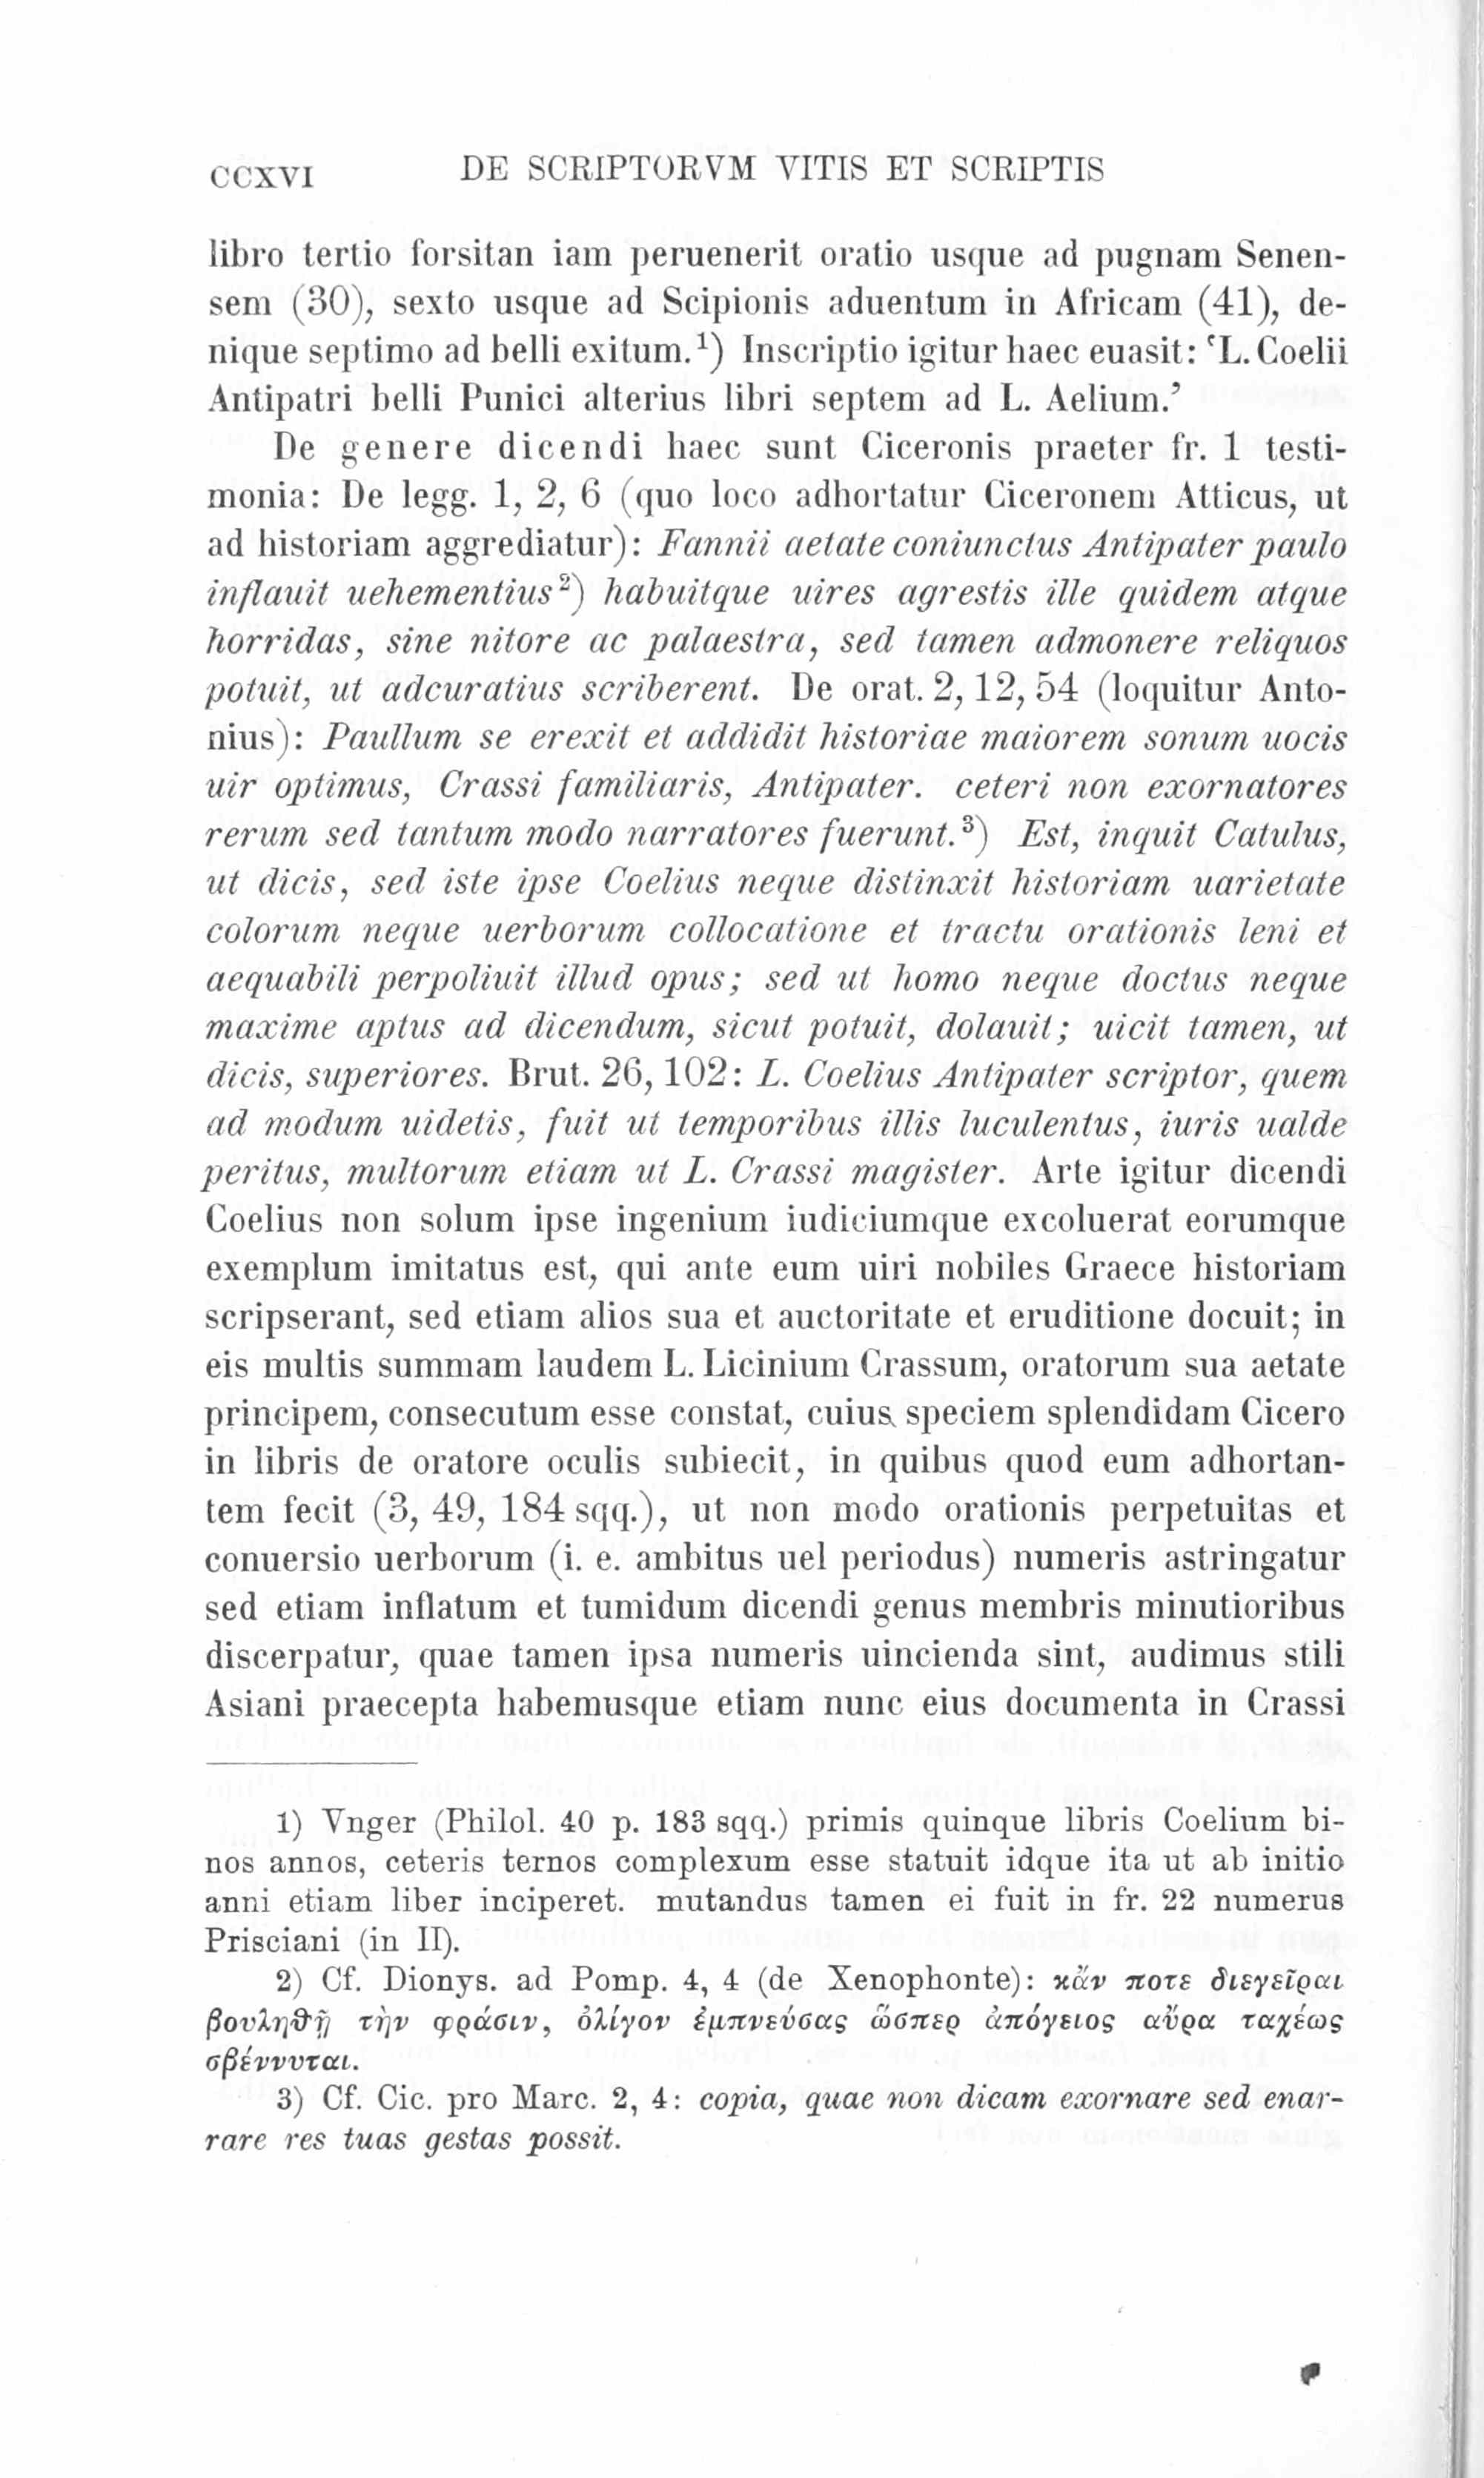 CCXVI DE SCRIPTORVM VITIS ET SCRIPTIS
libro tertio forsitan iam peruenerit oratio usque ad pugnam Senen-
sem (30), sexto usque ad Scipionis aduentum in Africam (41), de-
nique septimo ad belli exitum.¹) Inscriptio igitur haec euasit: ‛L. Coelii
Antipatri belli Punici alterius libri septem ad L. Aelium.’
De genere dicendi haec sunt Ciceronis praeter fr. 1 testi-
monia: De legg. 1, 2, 6 (quo loco adhortatur Ciceronem Atticus, ut
ad historiam aggrediatur): Fannii aetate coniunctus Antipater paulo
inflauit uehementius²) habuitque uires agrestis ille quidem atque
horridas, sine nitore ac palaestra, sed tamen admonere reliquos
potuit, ut adcuratius scriberent. De orat. 2, 12, 54 (loquitur Anto-
nius): Paullum se erexit et addidit historiae maiorem sonum uocis
uir optimus, Crassi familiaris, Antipater. ceteri non exornatores
rerum sed tantum modo narratores fuerunt.³) Est, inquit Catulus,
ut dicis, sed iste ipse Coelius neque distinxit historiam uarietate
colorum neque uerborum collocatione et tractu orationis leni et
aequabili perpoliuit illud opus; sed ut homo neque doctus neque
maxime aptus ad dicendum, sicut potuit, dolauit; uicit tamen, ut
dicis, superiores. Brut. 26, 102: L. Coelius Antipater scriptor, quem
ad modum uidetis, fuit ut temporibus illis luculentus, iuris ualde
peritus, multorum etiam ut L. Crassi magister. Arte igitur dicendi
Coelius non solum ipse ingenium iudiciumque excoluerat eorumque
exemplum imitatus est, qui ante eum uiri nobiles Graece historiam
scripserant, sed etiam alios sua et auctoritate et eruditione docuit; in
eis multis summam laudem L. Licinium Crassum, oratorum sua aetate
principem, consecutum esse constat, cuius speciem splendidam Cicero
in libris de oratore oculis subiecit, in quibus quod eum adhortan-
tem fecit (3, 49, 184 sqq.), ut non modo orationis perpetuitas et
conuersio uerborum (i. e. ambitus uel periodus) numeris astringatur
sed etiam inflatum et tumidum dicendi genus membris minutioribus
discerpatur, quae tamen ipsa numeris uincienda sint, audimus stili
Asiani praecepta habemusque etiam nunc eius documenta in Crassi
1) Vnger (Philol. 40 p. 183 sqq.) primis quinque libris Coelium bi-
nos annos, ceteris ternos complexum esse statuit idque ita ut ab initio
anni etiam liber inciperet. mutandus tamen ei fuit in fr. 22 numerus
Prisciani (in II).
2) Cf. Dionys. ad Pomp. 4, 4 (de Xenophonte): κἄν ποτε διεγεῖραι
βουληϑῇ τὴν φράσιν, ὀλίγον ἐμπνεύσας ὥσπερ ἀπόγειος αὔρα ταχέως
σβέννυται.
3) Cf. Cic. pro Marc. 2, 4: copia, quae non dicam exornare sed enar-
rare res tuas gestas possit.